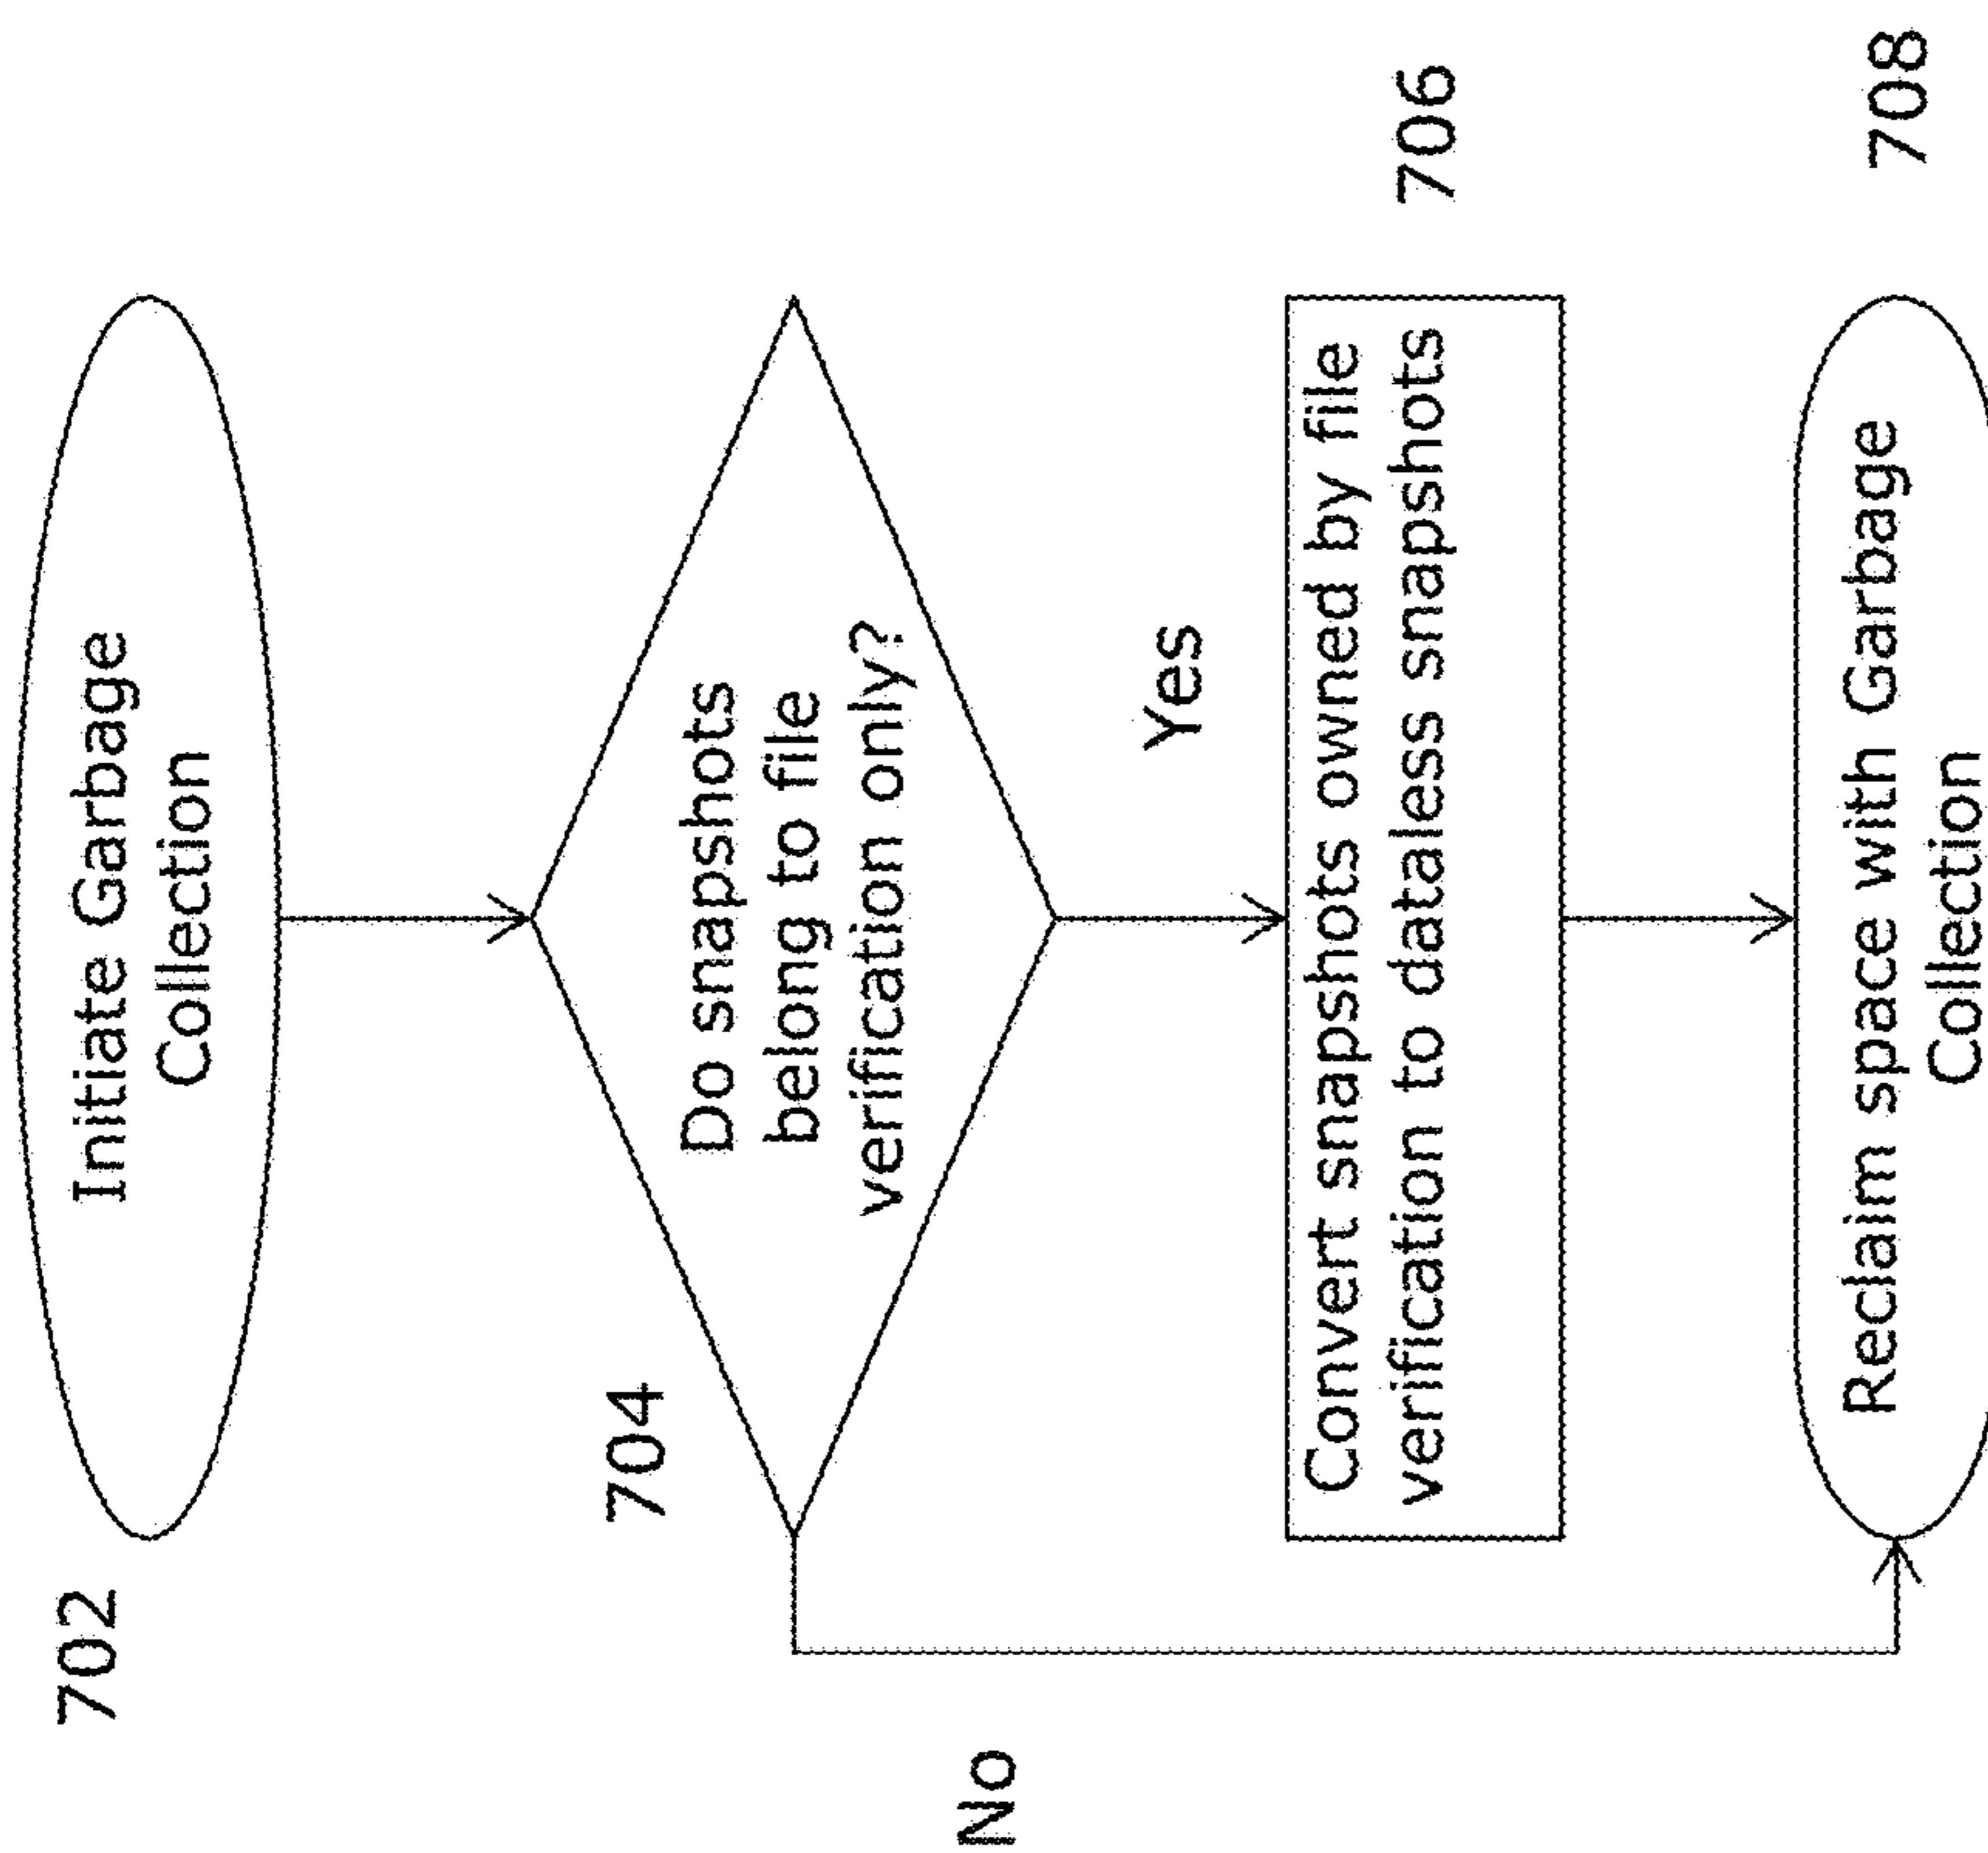 702
Initiate Garbage
Collection
704
Do snapshots
belong to file
verification only?
No
Yes
Convert snapshots owned by file
verification to dataless snapshots
706
Reclaim space with Garbage
Collection
708